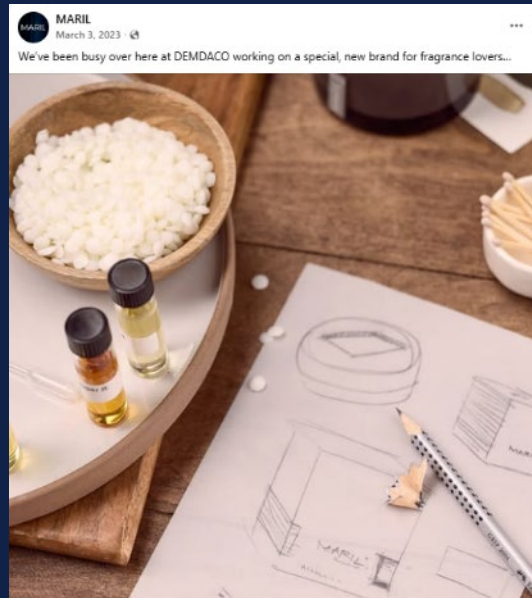 MARIL
MARIL
March 3, 2023 ·
We've been busy over here at DEMDACO working on a special, new brand for fragrance lovers...
MARIL